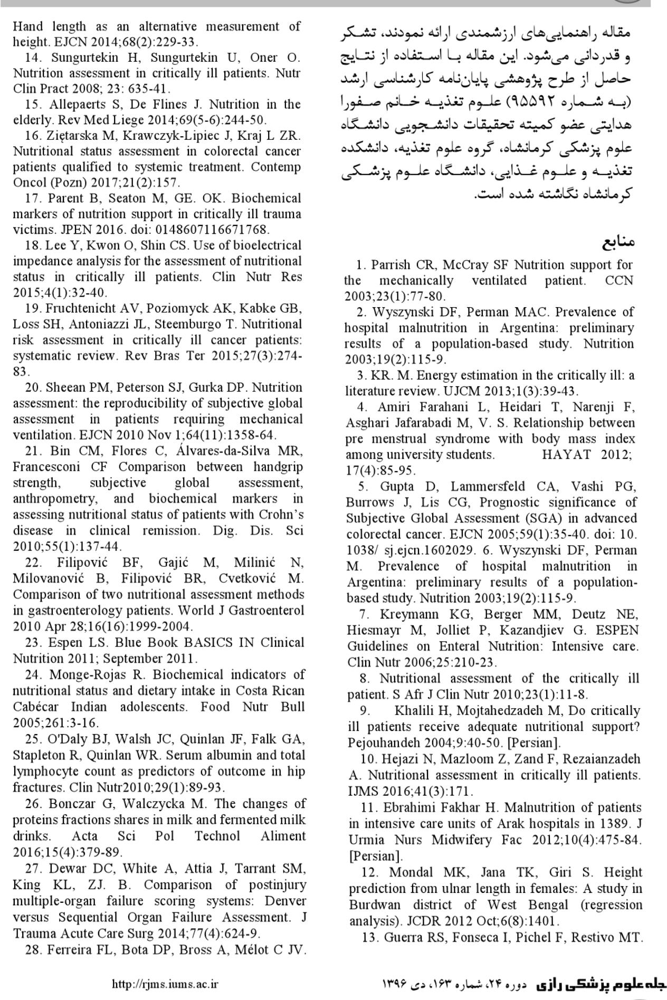 مقاله راهنمایی‌های ارزشمندی ارائه نمودند، تشکر
و قدردانی می‌شود. این مقاله با استفاده از نتایج
حاصل از طرح پژوهشی پایان‌نامه کارشناسی ارشد
(به شماره ۹۵۵۹۲) علوم تغذیه خانم صفورا
هدایتی عضو کمیته تحقیقات دانشجویی دانشگاه
علوم پزشکی کرمانشاه، گروه علوم تغذیه، دانشکده
تغذیه و علوم غذایی، دانشگاه علوم پزشکی
کرمانشاه نگاشته شده است.
منابع
1. Parrish CR, McCray SF Nutrition support for
the mechanically ventilated patient. CCN
2003;23(1):77-80.
2. Wyszynski DF, Perman MAC. Prevalence of
hospital malnutrition in Argentina: preliminary
results of a population-based study. Nutrition
2003;19(2):115-9.
3. KR. M. Energy estimation in the critically ill: a
literature review. UJCM 2013;1(3):39-43.
4. Amiri Farahani L, Heidari T, Narenji F,
Asghari Jafarabadi M, V. S. Relationship between
pre menstrual syndrome with body mass index
among university students. HAYAT 2012;
17(4):85-95.
5. Gupta D, Lammersfeld CA, Vashi PG,
Burrows J, Lis CG, Prognostic significance of
Subjective Global Assessment (SGA) in advanced
colorectal cancer. EJCN 2005;59(1):35-40. doi: 10.
1038/ sj.ejcn.1602029. 6. Wyszynski DF, Perman
M. Prevalence of hospital malnutrition in
Argentina: preliminary results of a population-
based study. Nutrition 2003;19(2):115-9.
7. Kreymann KG, Berger MM, Deutz NE,
Hiesmayr M, Jolliet P, Kazandjiev G. ESPEN
Guidelines on Enteral Nutrition: Intensive care.
Clin Nutr 2006;25:210-23.
8. Nutritional assessment of the critically ill
patient. S Afr J Clin Nutr 2010;23(1):11-8.
9. Khalili H, Mojtahedzadeh M, Do critically
ill patients receive adequate nutritional support?
Pejouhandeh 2004;9:40-50. [Persian].
10. Hejazi N, Mazloom Z, Zand F, Rezaianzadeh
A. Nutritional assessment in critically ill patients.
IJMS 2016;41(3):171.
11. Ebrahimi Fakhar H. Malnutrition of patients
in intensive care units of Arak hospitals in 1389. J
Urmia Nurs Midwifery Fac 2012;10(4):475-84.
[Persian].
12. Mondal MK, Jana TK, Giri S. Height
prediction from ulnar length in females: A study in
Burdwan district of West Bengal (regression
analysis). JCDR 2012 Oct;6(8):1401.
13. Guerra RS, Fonseca I, Pichel F, Restivo MT.
Hand length as an alternative measurement of
height. EJCN 2014;68(2):229-33.
14. Sungurtekin H, Sungurtekin U, Oner O.
Nutrition assessment in critically ill patients. Nutr
Clin Pract 2008; 23: 635-41.
15. Allepaerts S, De Flines J. Nutrition in the
elderly. Rev Med Liege 2014;69(5-6):244-50.
16. Ziętarska M, Krawczyk-Lipiec J, Kraj L ZR.
Nutritional status assessment in colorectal cancer
patients qualified to systemic treatment. Contemp
Oncol (Pozn) 2017;21(2):157.
17. Parent B, Seaton M, GE. OK. Biochemical
markers of nutrition support in critically ill trauma
victims. JPEN 2016. doi: 0148607116671768.
18. Lee Y, Kwon O, Shin CS. Use of bioelectrical
impedance analysis for the assessment of nutritional
status in critically ill patients. Clin Nutr Res
2015;4(1):32-40.
19. Fruchtenicht AV, Poziomyck AK, Kabke GB,
Loss SH, Antoniazzi JL, Steemburgo T. Nutritional
risk assessment in critically ill cancer patients:
systematic review. Rev Bras Ter 2015;27(3):274-
83.
20. Sheean PM, Peterson SJ, Gurka DP. Nutrition
assessment: the reproducibility of subjective global
assessment in patients requiring mechanical
ventilation. EJCN 2010 Nov 1;64(11):1358-64.
21. Bin CM, Flores C, Álvares-da-Silva MR,
Francesconi CF Comparison between handgrip
strength, subjective global assessment,
anthropometry, and biochemical markers in
assessing nutritional status of patients with Crohn's
disease in clinical remission. Dig. Dis. Sci
2010;55(1):137-44.
22. Filipović BF, Gajić M, Milinić N,
Milovanović B, Filipović BR, Cvetković M.
Comparison of two nutritional assessment methods
in gastroenterology patients. World J Gastroenterol
2010 Apr 28;16(16):1999-2004.
23. Espen LS. Blue Book BASICS IN Clinical
Nutrition 2011; September 2011.
24. Monge-Rojas R. Biochemical indicators of
nutritional status and dietary intake in Costa Rican
Cabécar Indian adolescents. Food Nutr Bull
2005;261:3-16.
25. O'Daly BJ, Walsh JC, Quinlan JF, Falk GA,
Stapleton R, Quinlan WR. Serum albumin and total
lymphocyte count as predictors of outcome in hip
fractures. Clin Nutr2010;29(1):89-93.
26. Bonczar G, Walczycka M. The changes of
proteins fractions shares in milk and fermented milk
drinks. Acta Sci Pol Technol Aliment
2016;15(4):379-89.
27. Dewar DC, White A, Attia J, Tarrant SM,
King KL, ZJ. B. Comparison of postinjury
multiple-organ failure scoring systems: Denver
versus Sequential Organ Failure Assessment. J
Trauma Acute Care Surg 2014;77(4):624-9.
28. Ferreira FL, Bota DP, Bross A, Mélot C JV.
جله علوم پزشکی رازی دوره ۲۴، شماره ۱۶۳، دی ۱۳۹۶
http://rjms.iums.ac.ir